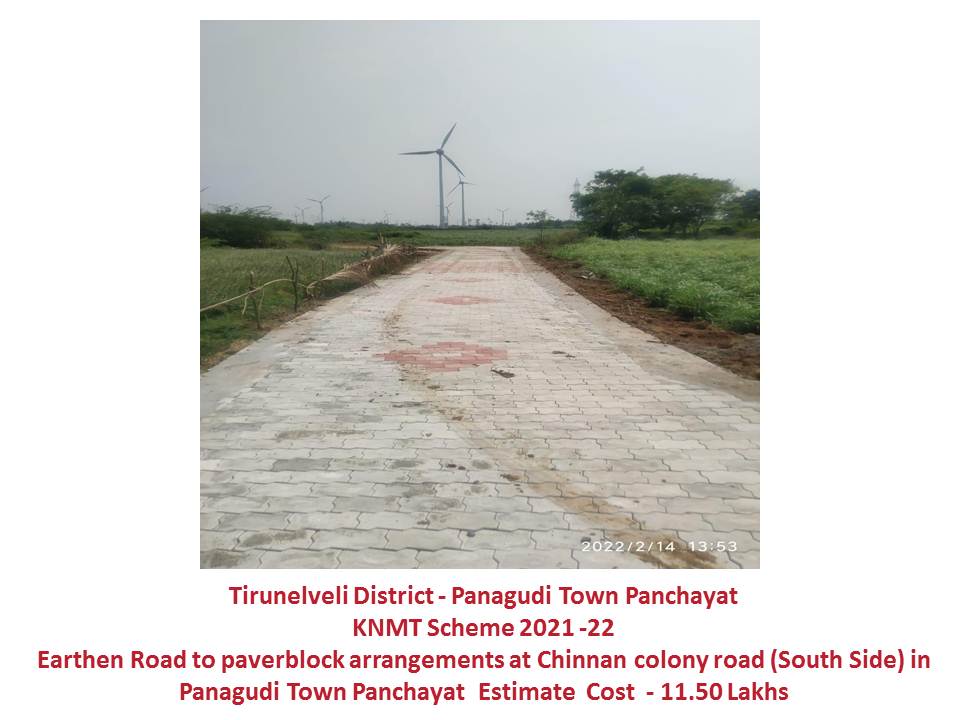 2022/2/14 13:53
Tirunelveli District - Panagudi Town Panchayat
KNMT Scheme 2021 -22
Earthen Road to paverblock arrangements at Chinnan colony road (South Side) in
Panagudi Town Panchayat Estimate Cost - 11.50 Lakhs